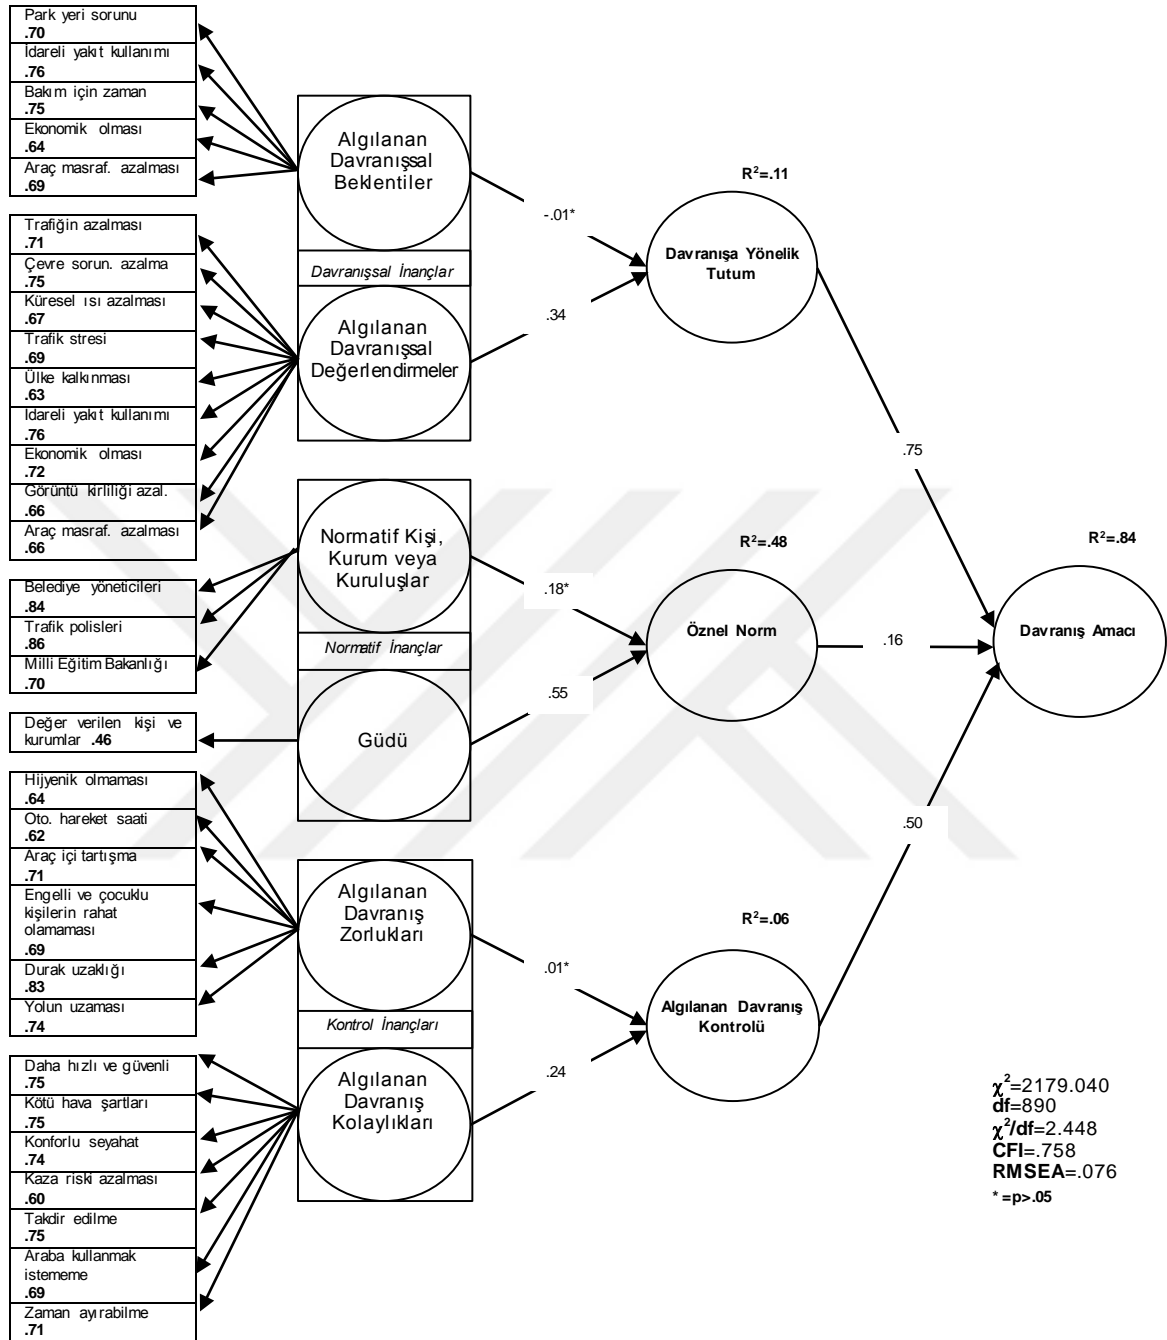 Park yeri sorunu
.70
İdareli yakıt kullanımı
.76
Bakım için zaman
.75
Ekonomik olması
.64
Araç masraf. azalması
.69
Trafiğin azalması
.71
Çevre sorun. azalma
.75
Küresel ısı azalması
.67
Trafik stresi
.69
Ülke kalkınması
.63
İdareli yakıt kullanımı
.76
Ekonomik olması
.72
Görüntü kirliliği azal.
.66
Araç masraf. azalması
.66
Belediye yöneticileri
.84
Trafik polisleri
.86
Milli Eğitim Bakanlığı
.70
Değer verilen kişi ve
kurumlar .46
Hijyenik olmaması
.64
Oto. hareket saati
.62
Araç içi tartışma
.71
Engelli ve çocuklu
kişilerin rahat
olamaması
.69
Durak uzaklığı
.83
Yolun uzaması
.74
Daha hızlı ve güvenli
.75
Kötü hava şartları
.75
Konforlu seyahat
.74
Kaza riski azalması
.60
Takdir edilme
.75
Araba kullanmak
istememe
.69
Zaman ayırabilme
.71
Algılanan
Davranışsal
Beklentiler
Davranışsal İnançlar
Algılanan
Davranışsal
Değerlendirmeler
Normatif Kişi,
Kurum veya
Kuruluşlar
Normatif İnançlar
Güdü
Algılanan
Davranış
Zorlukları
Kontrol İnançları
Algılanan
Davranış
Kolaylıkları
-.01*
.34
.18*
.55
.01*
.24
R²=.11
Davranışa Yönelik
Tutum
R²=.48
Öznel Norm
R²=.06
Algılanan Davranış
Kontrolü
.75
.16
.50
R²=.84
Davranış Amacı
χ²=2179.040
df=890
χ²/df=2.448
CFI=.758
RMSEA=.076
*=p>.05